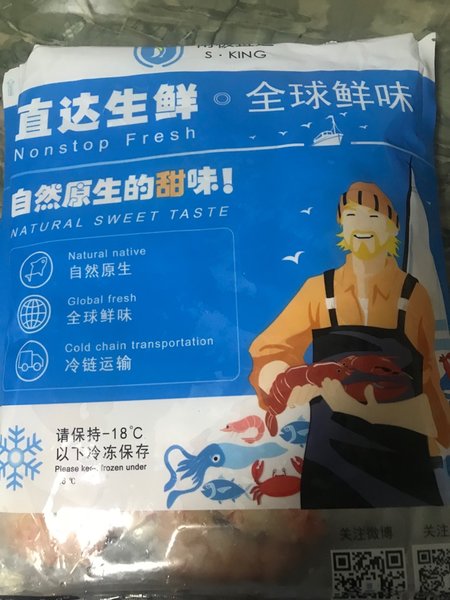 S·KING
直达生鲜 全球鲜味
Nonstop Fresh
自然原生的甜味!
NATURAL SWEET TASTE
Natural native
自然原生
Global fresh
全球鲜味
Cold chain transportation
冷链运输
请保持-18℃
以下冷冻保存
Please keep frozen under
关注微博 关注